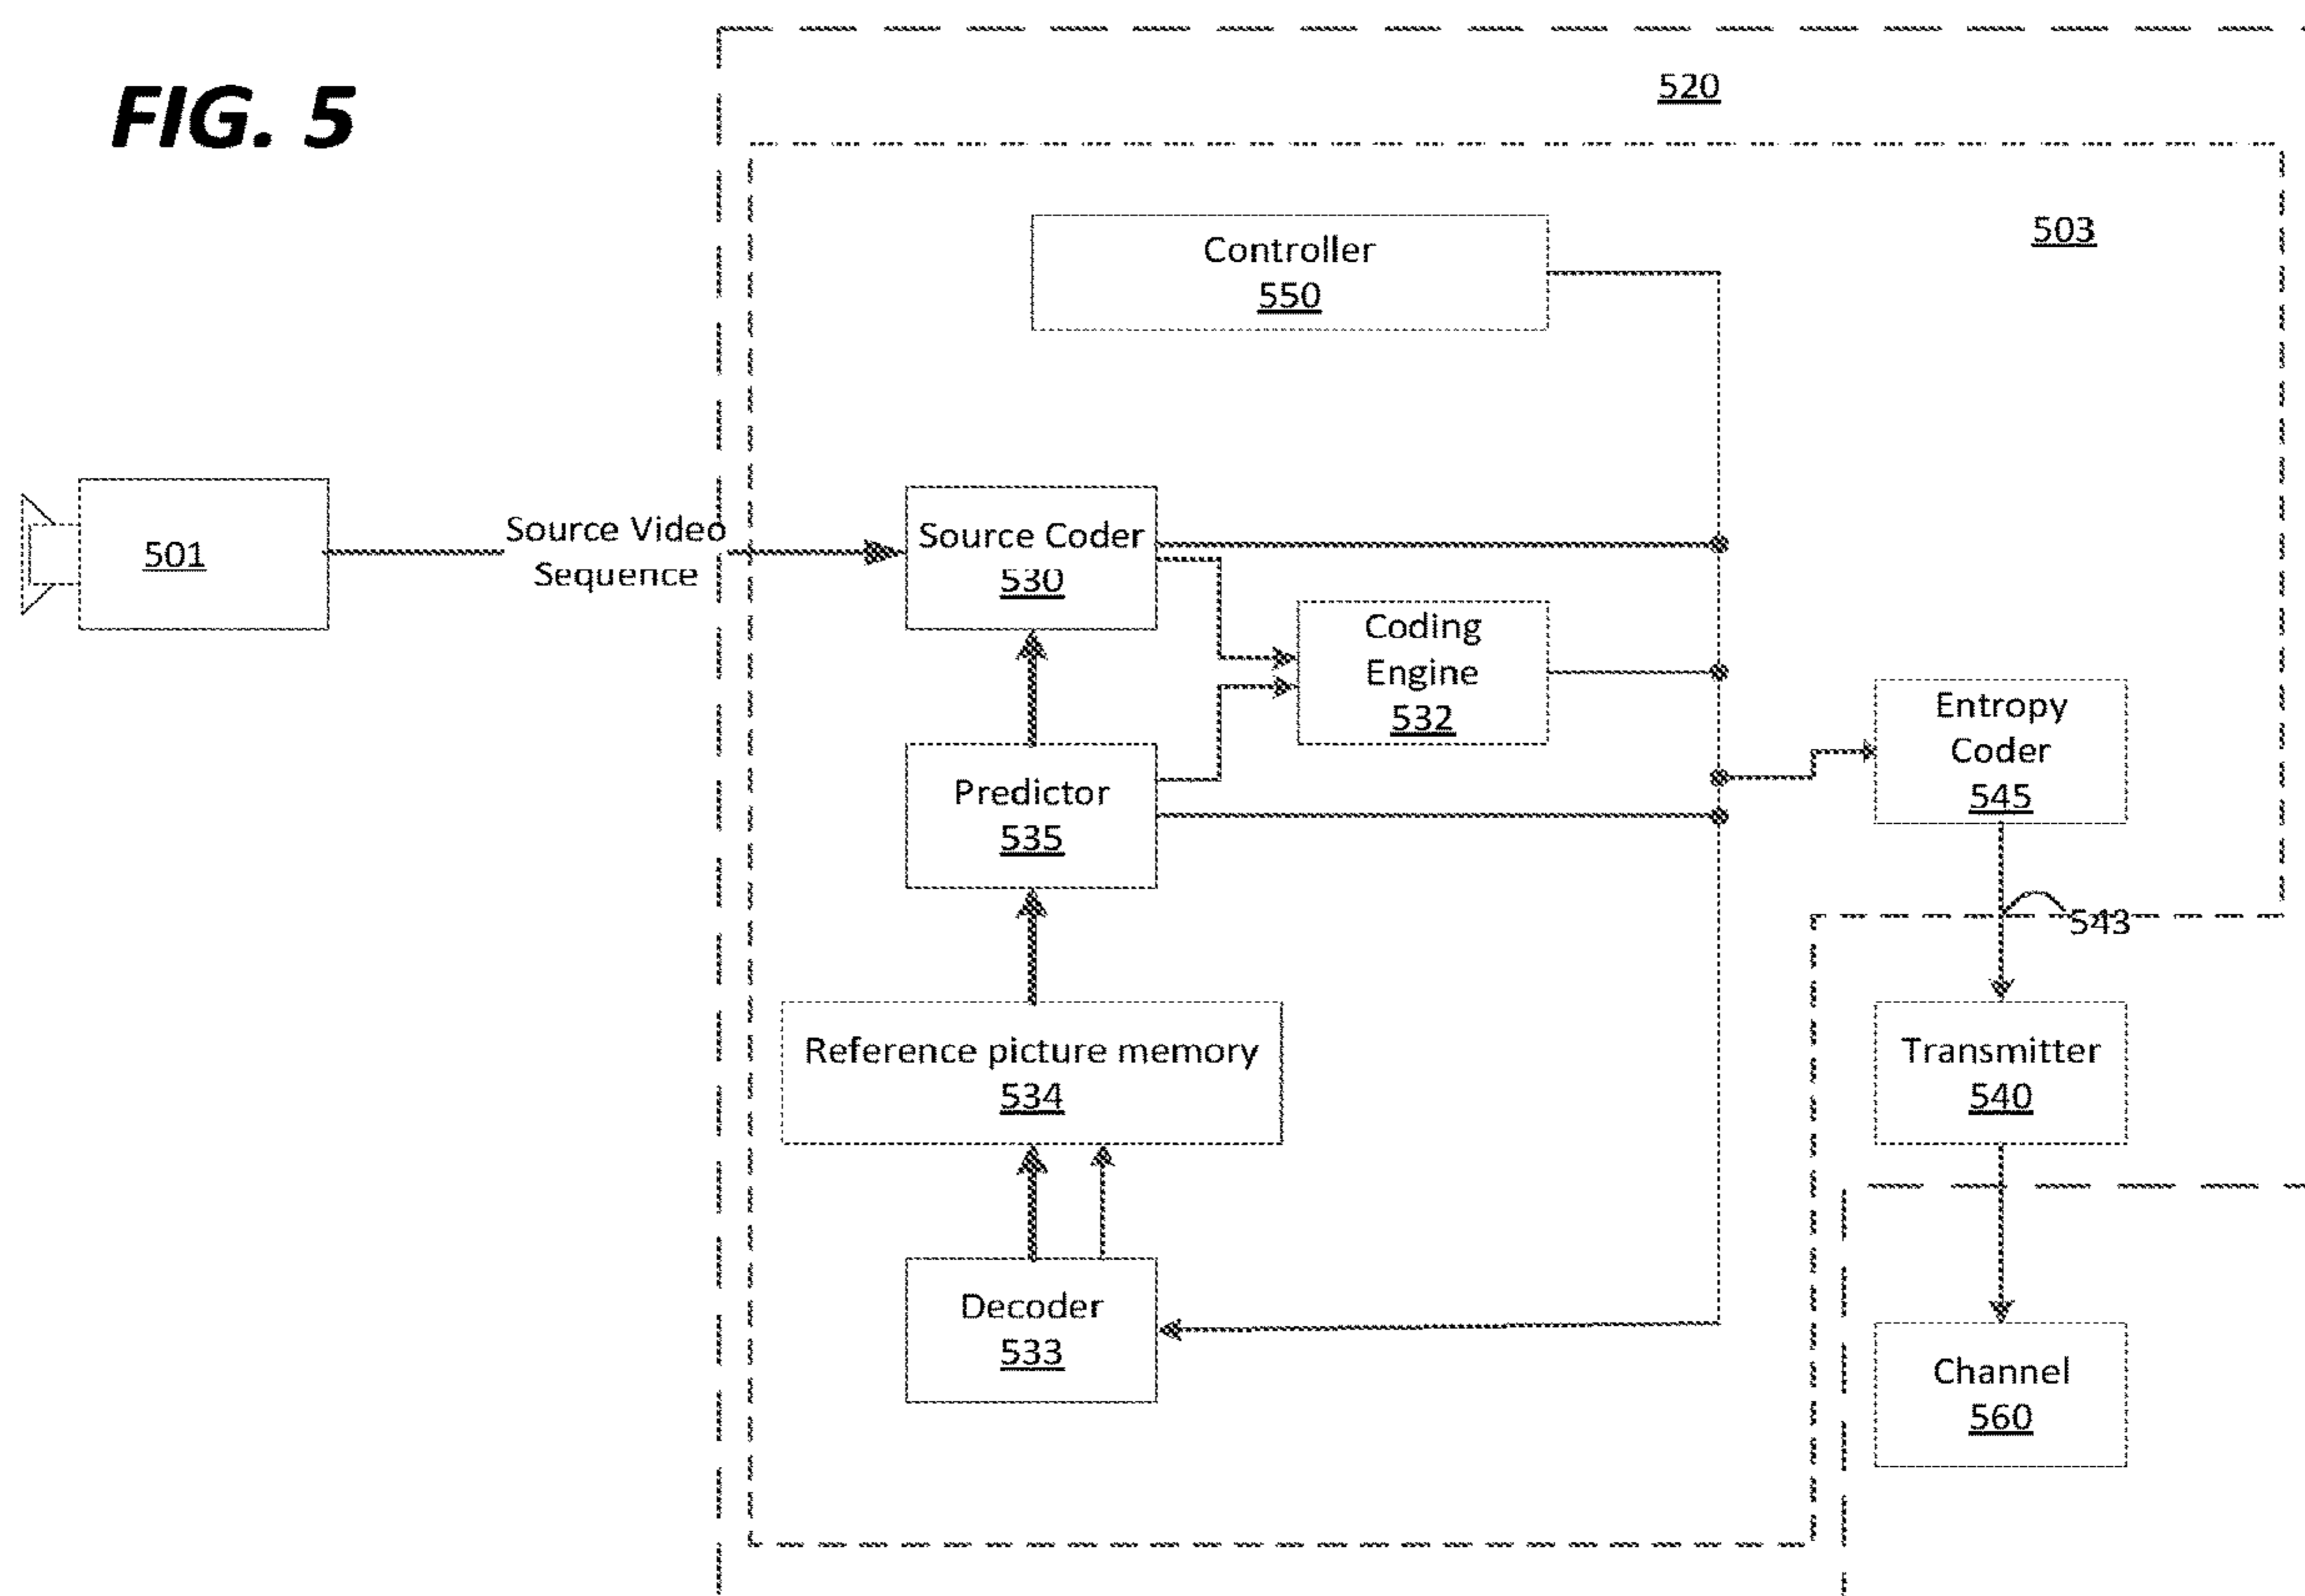 FIG. 5
520
503
Controller
550
501
Source Video
Sequence
Source Coder
530
Coding
Engine
532
Entropy
Coder
545
Predictor
535
543
Reference picture memory
534
Transmitter
540
Decoder
533
Channel
560